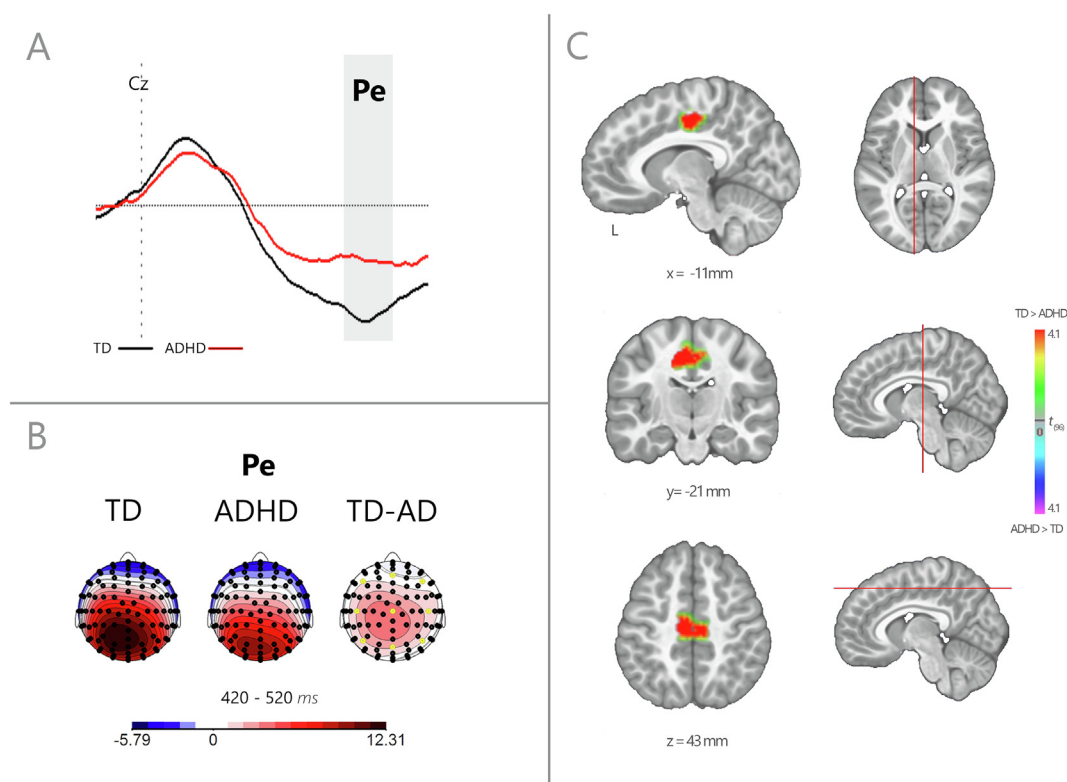 A
Cz
Pe
TD ADHD
B
Pe
TD ADHD TD-AD
420 - 520 ms
-5.79 0 12.31
C
L
x = -11mm
TD > ADHD
4.1
t(96)
0
4.1
ADHD > TD
y= -21 mm
z = 43 mm